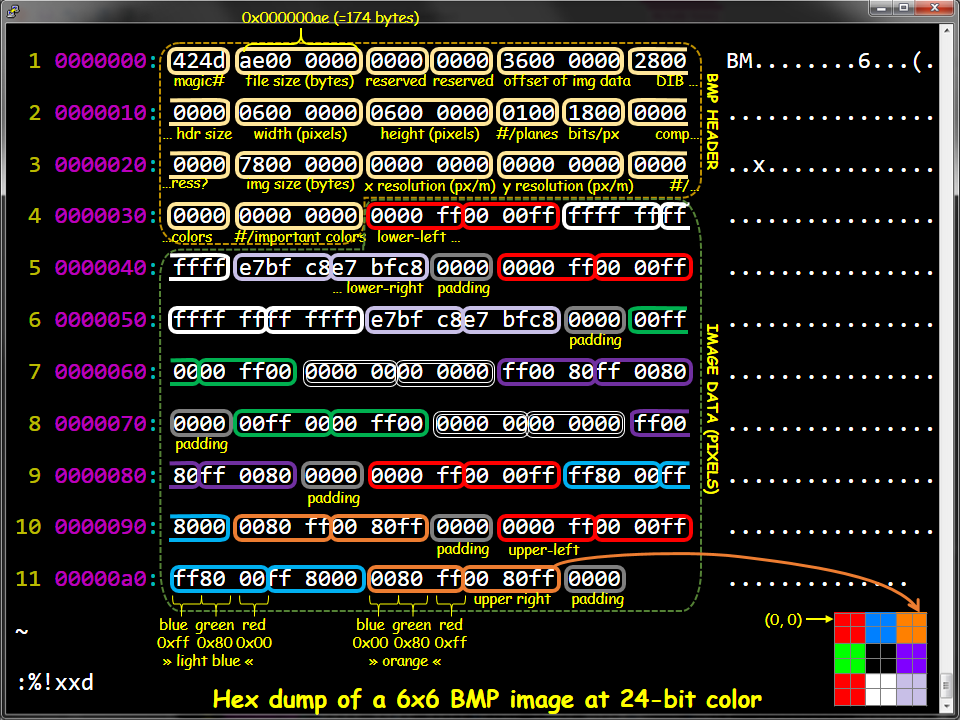 0x000000ae (=174 bytes)
1 0000000: 424d ae00 0000 0000 0000 3600 0000 2800 BM........6...(.
magic# file size (bytes) reserved reserved offset of img data DIB ...
2 0000010: 0000 0600 0000 0600 0000 0100 1800 0000 ................
... hdr size width (pixels) height (pixels) #/planes bits/px comp...
3 0000020: 0000 7800 0000 0000 0000 0000 0000 0000 ..x.............
...ress? img size (bytes) x resolution (px/m) y resolution (px/m) #/...
BMP HEADER
4 0000030: 0000 0000 0000 0000 ff00 00ff ffff ffff ................
...colors #/important colors lower-left ...
5 0000040: ffff e7bf c8e7 bfc8 0000 0000 ff00 00ff ................
... lower-right padding
6 0000050: ffff ffff ffff e7bf c8e7 bfc8 0000 00ff ................
padding
7 0000060: 0000 ff00 0000 0000 0000 ff00 80ff 0080 ................
8 0000070: 0000 00ff 0000 ff00 0000 0000 0000 ff00 ................
padding
IMAGE DATA (PIXELS)
9 0000080: 80ff 0080 0000 0000 ff00 00ff ff80 00ff ................
padding
10 0000090: 8000 0080 ff00 80ff 0000 0000 ff00 00ff ................
padding upper-left
11 00000a0: ff80 00ff 8000 0080 ff00 80ff 0000 ..............
upper right padding
blue green red blue green red
0xff 0x80 0x00 0x00 0x80 0xff
» light blue « » orange «
(0, 0)
~
:%!xxd
Hex dump of a 6x6 BMP image at 24-bit color